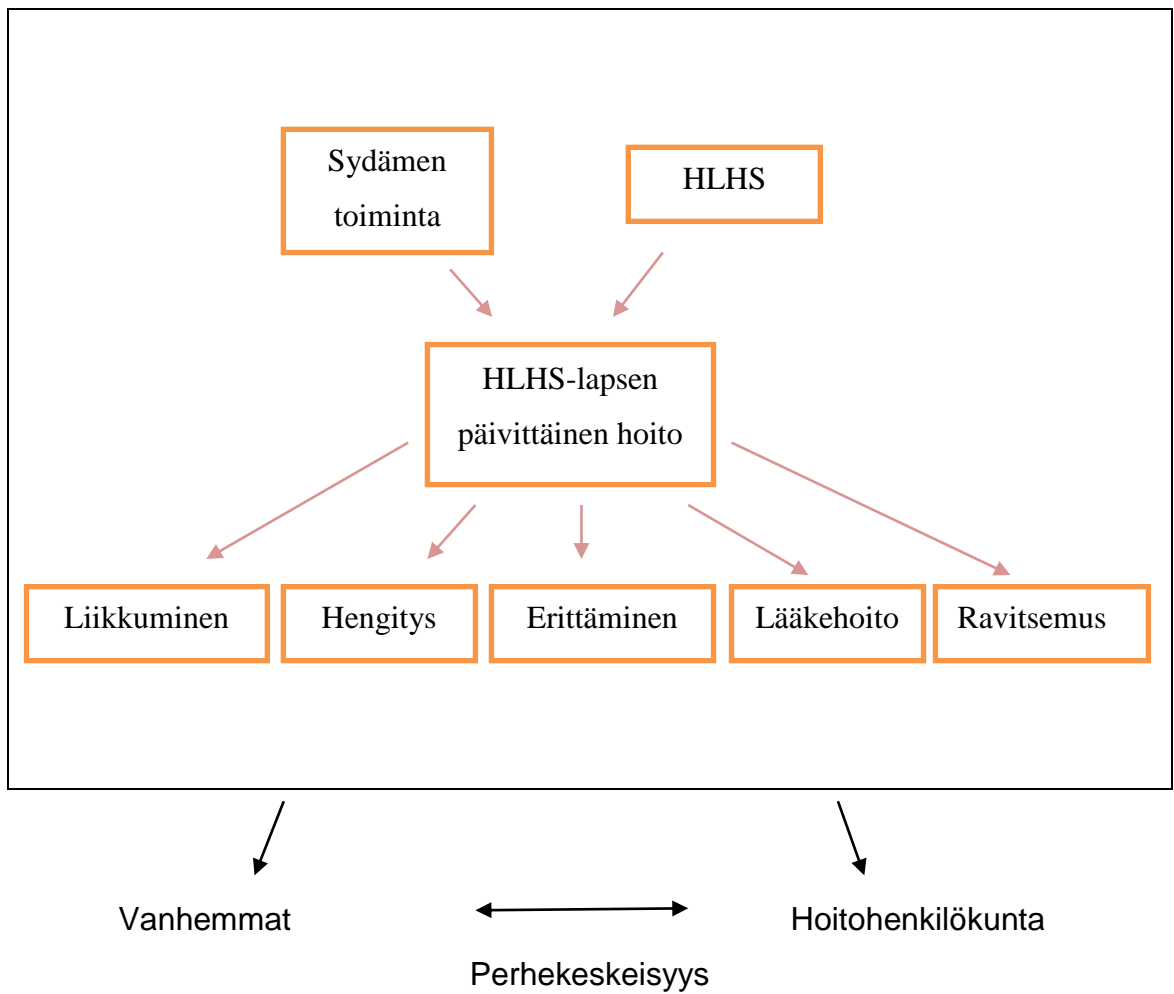 Sydämen
toiminta
HLHS
HLHS-lapsen
päivittäinen hoito
Liikkuminen
Hengitys
Erittäminen
Lääkehoito
Ravitsemus
Vanhemmat
Hoitohenkilökunta
Perhekeskeisyys